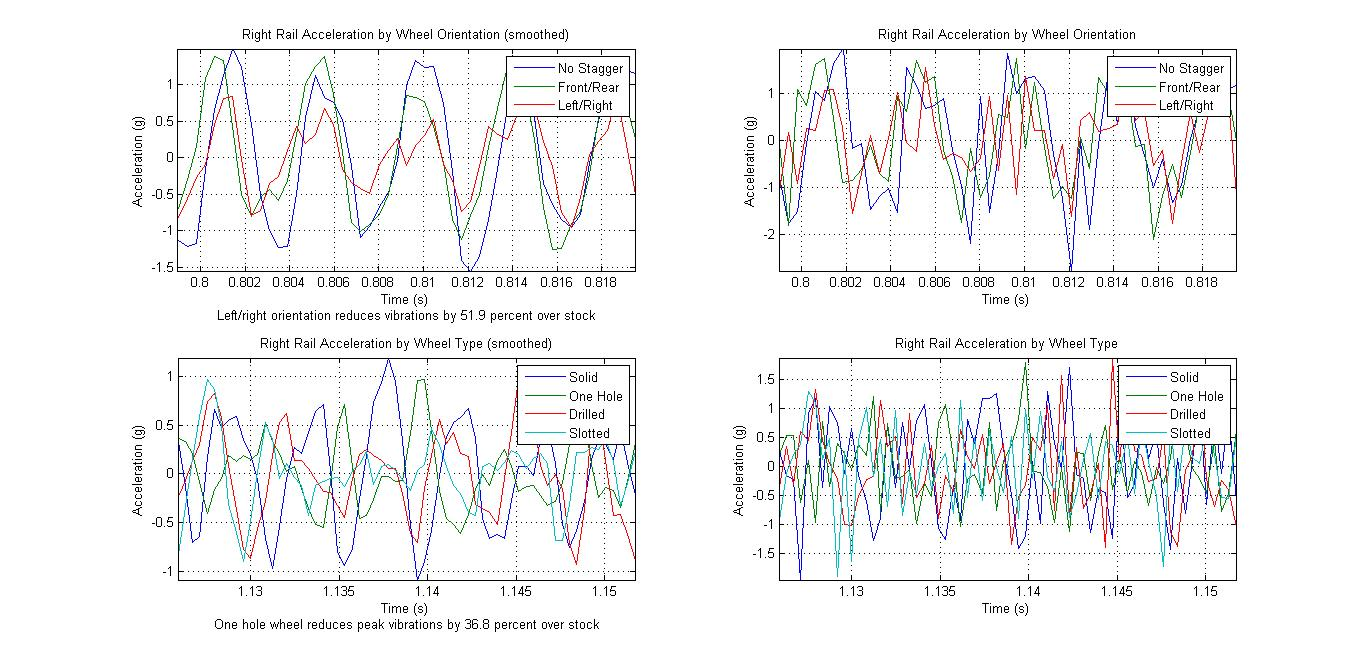 Right Rail Acceleration by Wheel Orientation (smoothed)
1
0.5
0
-0.5
-1
-1.5
Acceleration (g)
No Stagger
Front/Rear
Left/Right
0.8 0.802 0.804 0.806 0.808 0.81 0.812 0.814 0.816 0.818
Time (s)
Left/right orientation reduces vibrations by 51.9 percent over stock
Right Rail Acceleration by Wheel Orientation
1
0
-1
-2
Acceleration (g)
No Stagger
Front/Rear
Left/Right
0.8 0.802 0.804 0.806 0.808 0.81 0.812 0.814 0.816 0.818
Time (s)
Right Rail Acceleration by Wheel Type (smoothed)
1
0.5
0
-0.5
-1
Acceleration (g)
Solid
One Hole
Drilled
Slotted
1.13 1.135 1.14 1.145 1.15
Time (s)
One hole wheel reduces peak vibrations by 36.8 percent over stock
Right Rail Acceleration by Wheel Type
1.5
1
0.5
0
-0.5
-1
-1.5
Acceleration (g)
Solid
One Hole
Drilled
Slotted
1.13 1.135 1.14 1.145 1.15
Time (s)